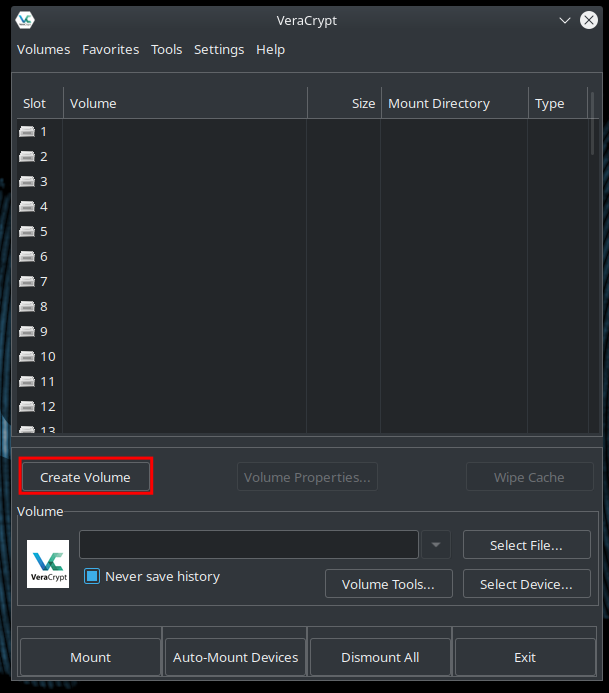 VeraCrypt
Volumes Favorites Tools Settings Help
Slot Volume Size Mount Directory Type
1
2
3
4
5
6
7
8
9
10
11
12
13
Create Volume Volume Properties... Wipe Cache
Volume
VeraCrypt
Select File...
Never save history
Volume Tools... Select Device...
Mount Auto-Mount Devices Dismount All Exit